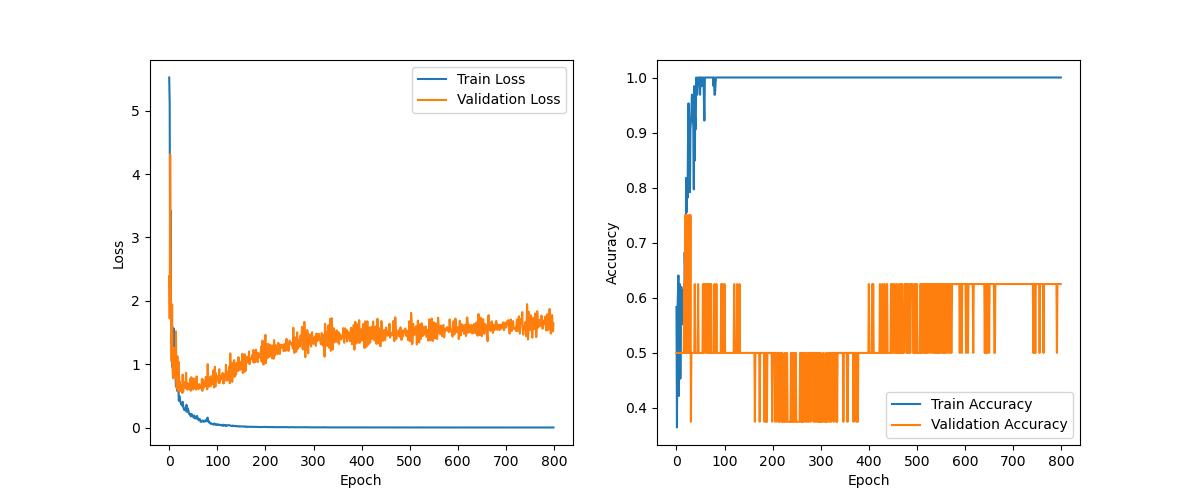 Train Loss
Validation Loss
5
4
3
2
1
0
Loss
0 100 200 300 400 500 600 700 800
Epoch
1.0
0.9
0.8
0.7
0.6
0.5
0.4
Accuracy
Train Accuracy
Validation Accuracy
0 100 200 300 400 500 600 700 800
Epoch